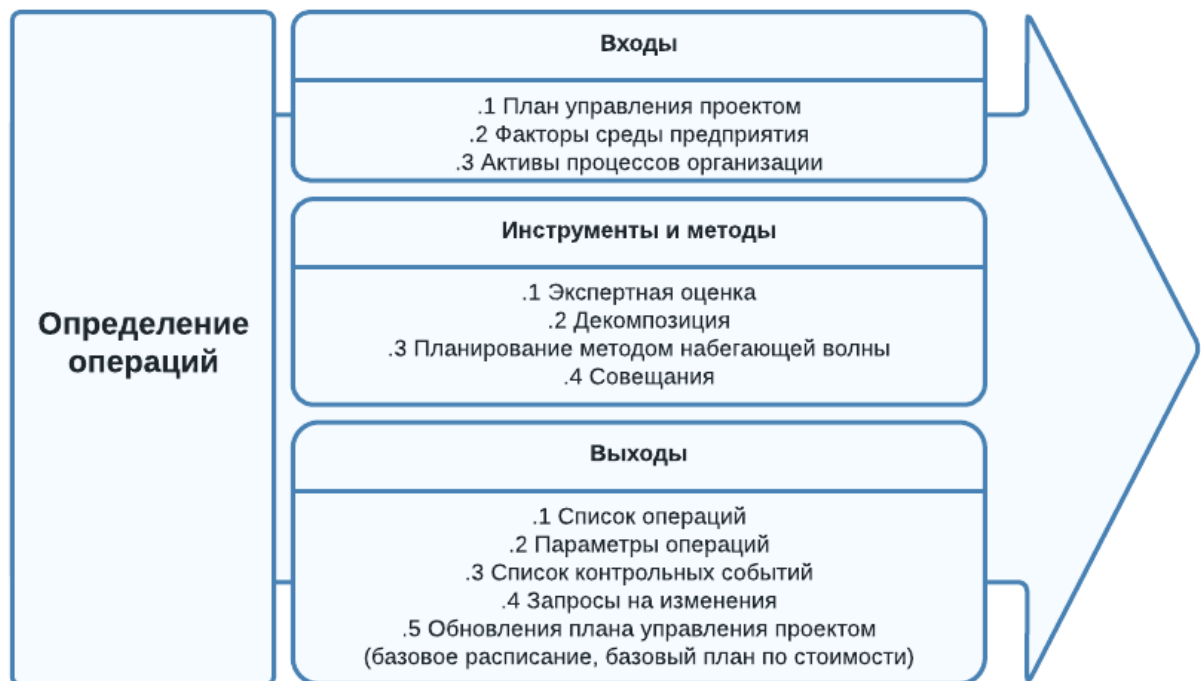 Определение
операций
Входы
.1 План управления проектом
.2 Факторы среды предприятия
.3 Активы процессов организации
Инструменты и методы
.1 Экспертная оценка
.2 Декомпозиция
.3 Планирование методом набегающей волны
.4 Совещания
Выходы
.1 Список операций
.2 Параметры операций
.3 Список контрольных событий
.4 Запросы на изменения
.5 Обновления плана управления проектом
(базовое расписание, базовый план по стоимости)